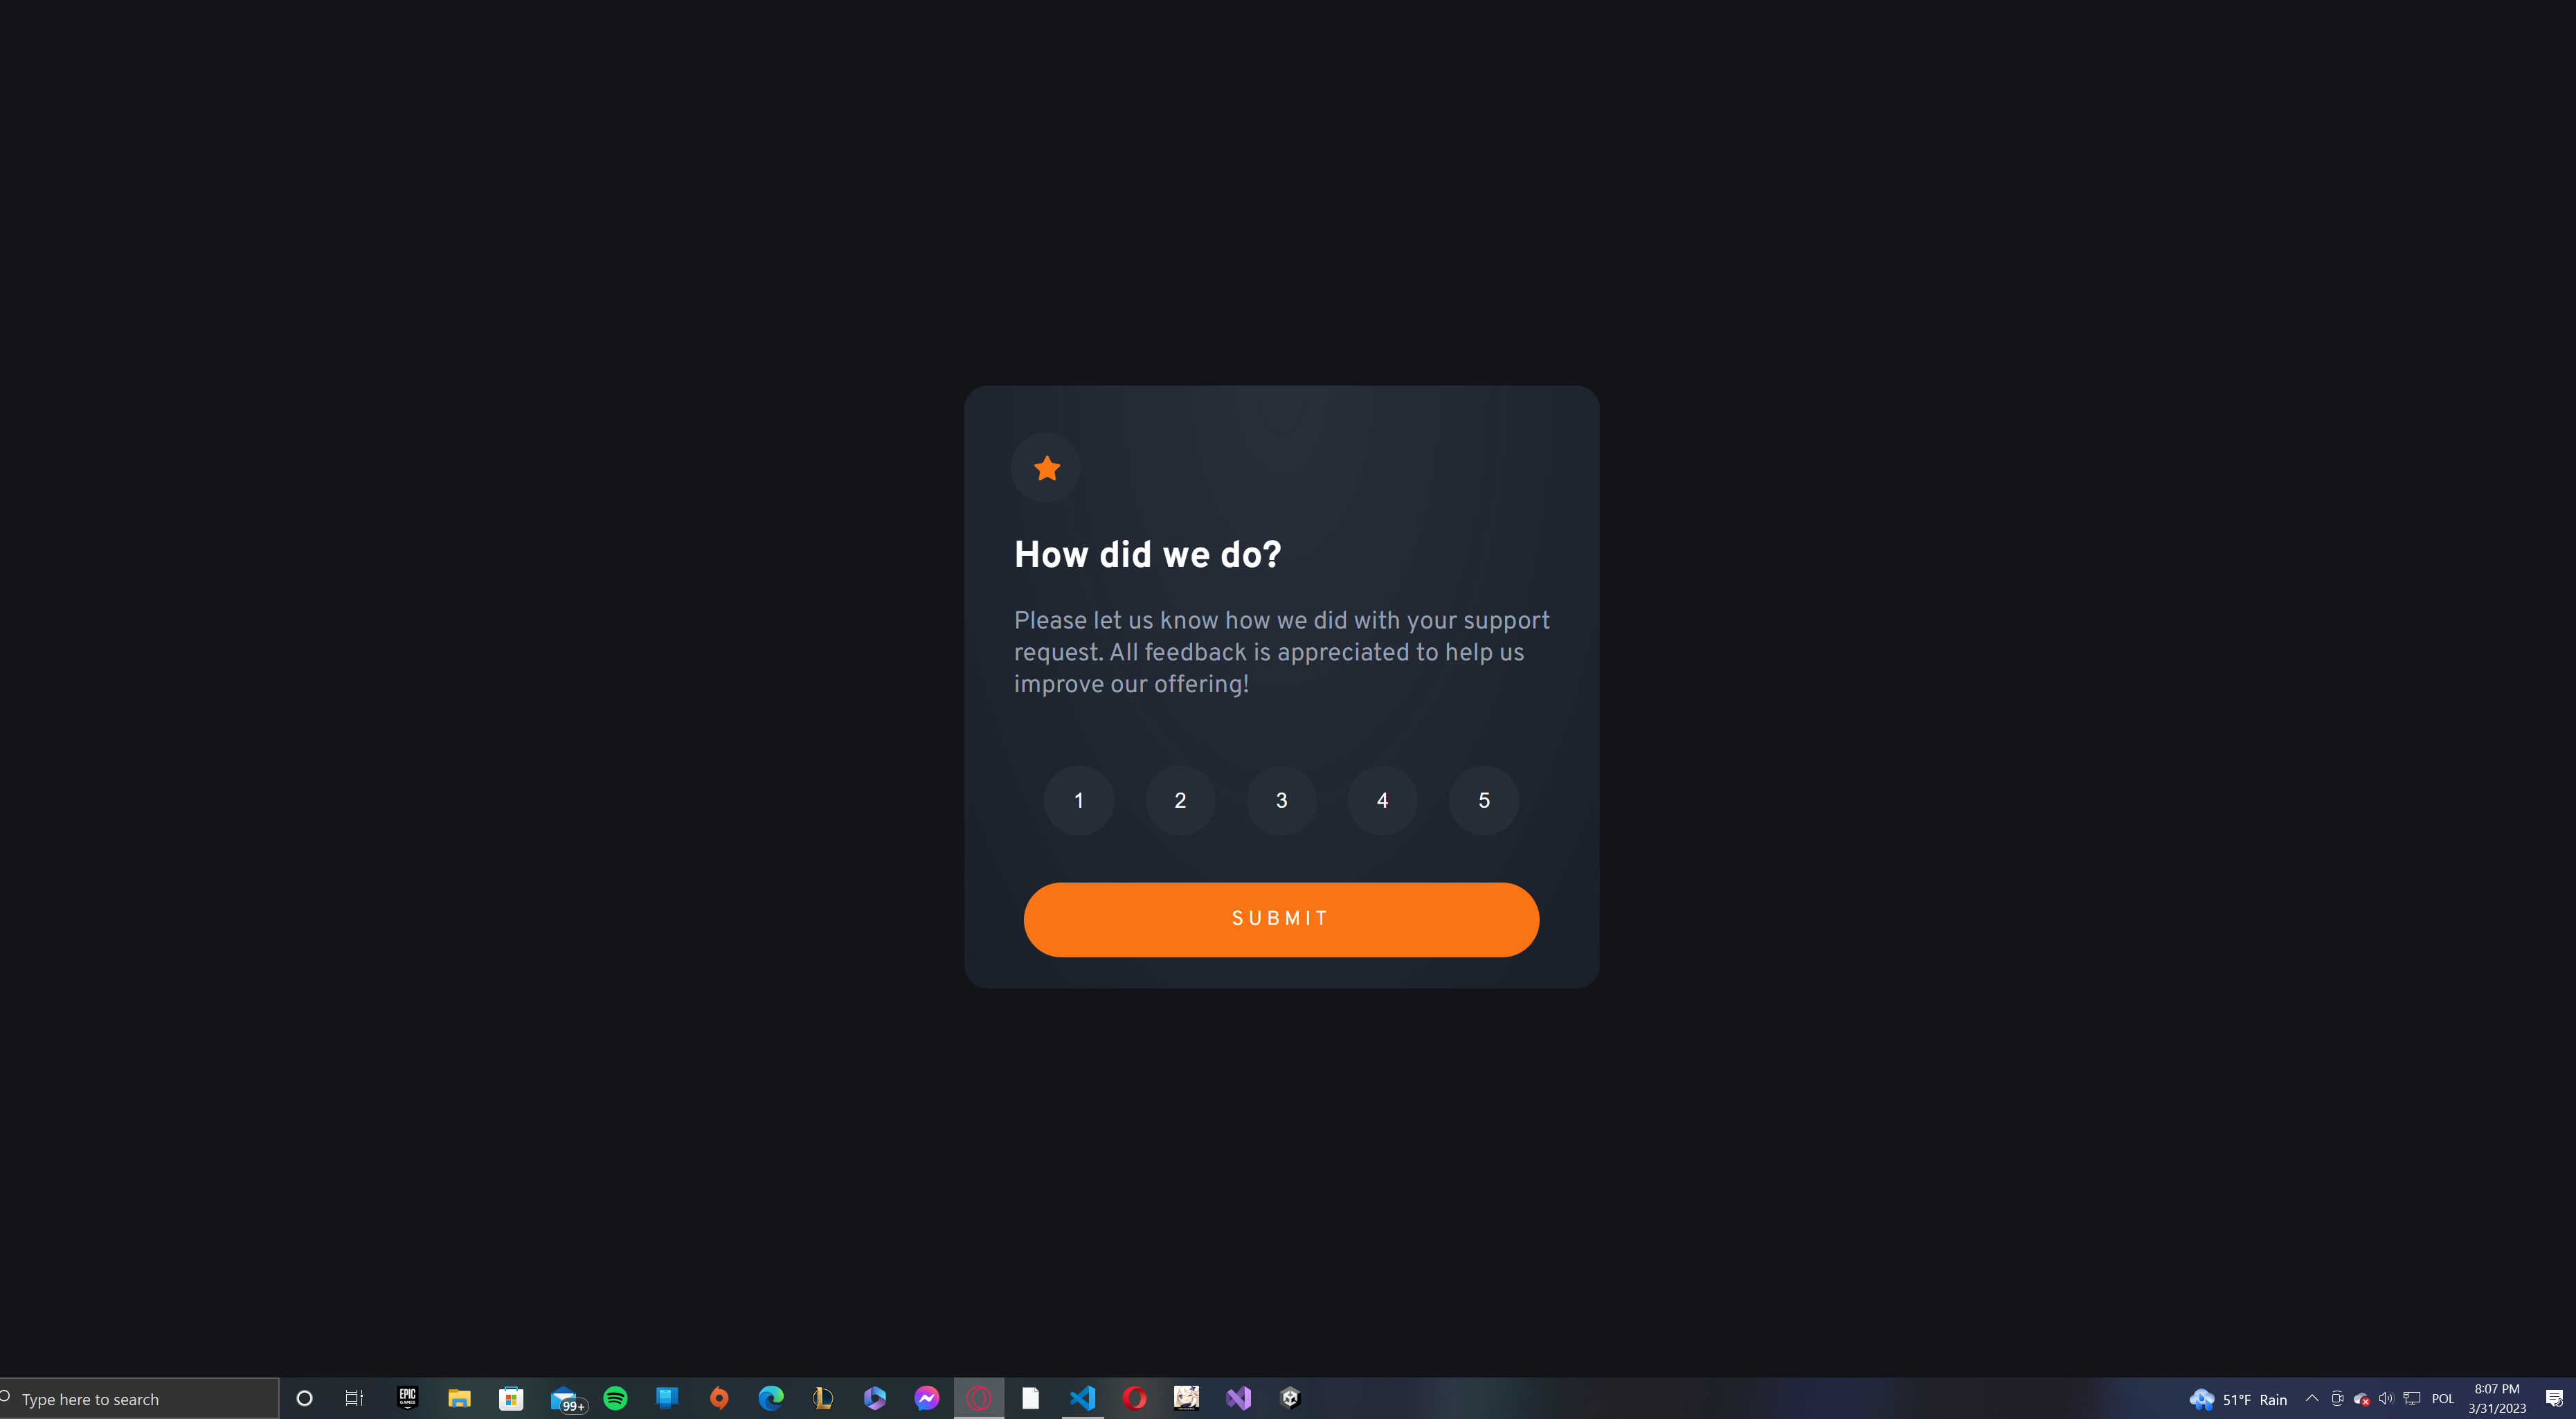 How did we do?
Please let us know how we did with your support
request. All feedback is appreciated to help us
improve our offering!
1 2 3 4 5
SUBMIT
Type here to search
EPIC
GAMES
99+
51°F Rain
POL
8:07 PM
3/31/2023